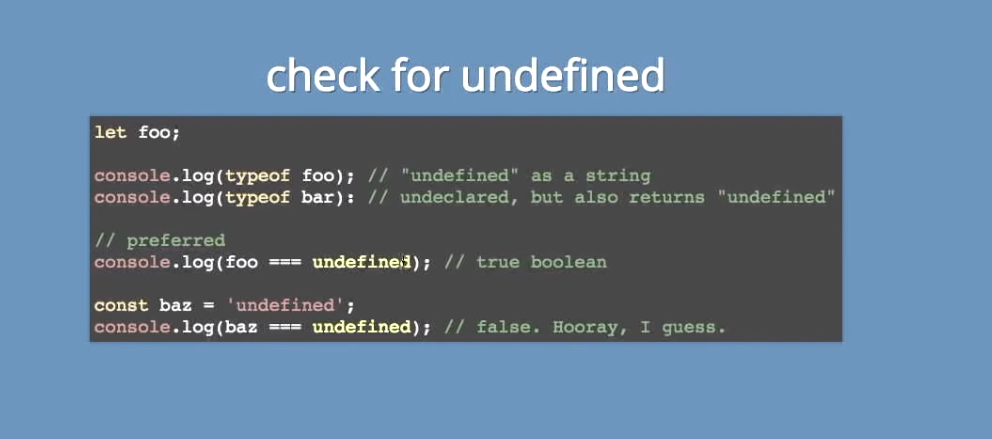 check for undefined
let foo;
console.log(typeof foo); // "undefined" as a string
console.log(typeof bar): // undeclared, but also returns "undefined"
// preferred
console.log(foo === undefined); // true boolean
const baz = 'undefined';
console.log(baz === undefined); // false. Hooray, I guess.